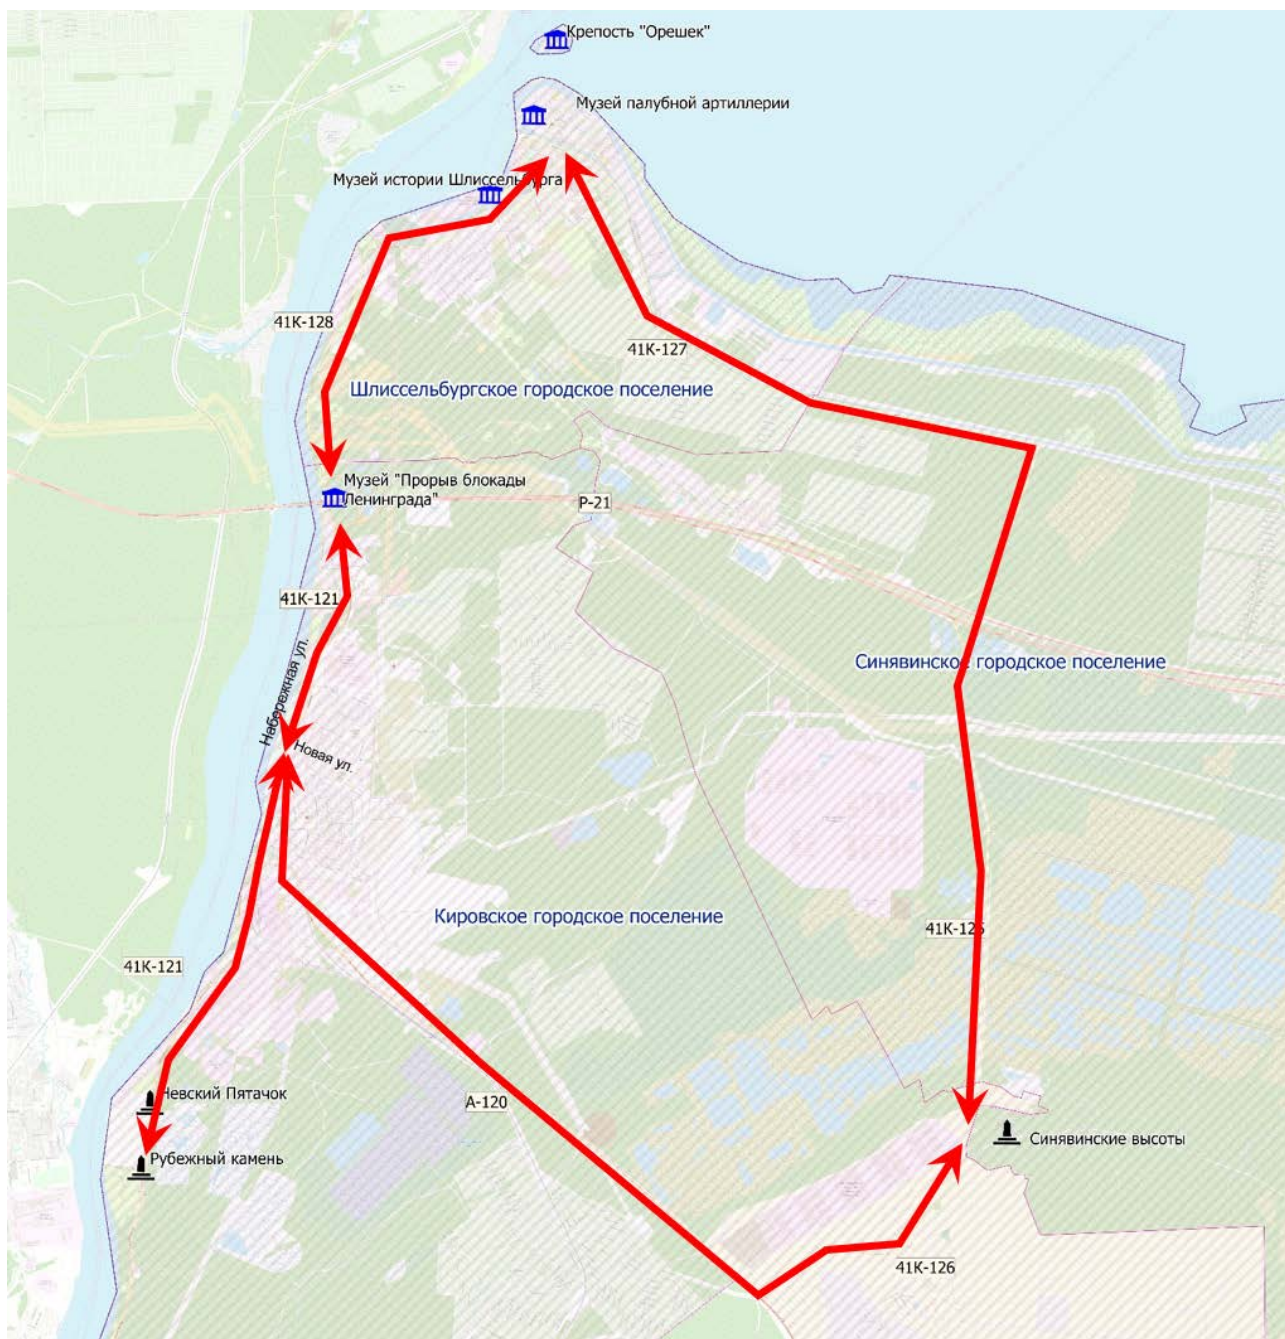 Крепость "Орешек"
Музей палубной артиллерии
Музей истории Шлиссельбурга
41К-128
41К-127
Шлиссельбургское городское поселение
Музей "Прорыв блокады
Ленинграда"
Р-21
41К-121
Набережная ул.
Синявинское городское поселение
Новая ул.
Кировское городское поселение
41К-125
41К-121
Невский Пятачок
А-120
Синявинские высоты
Рубежный камень
41К-126